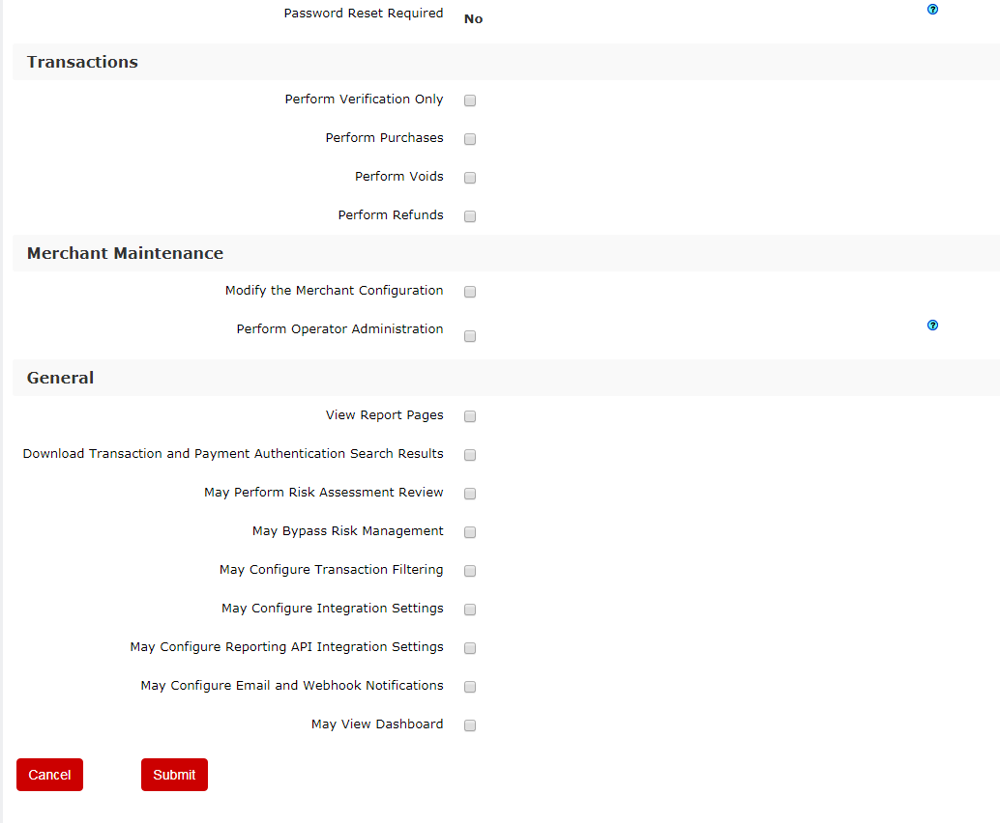 Password Reset Required No ?
Transactions
Perform Verification Only
Perform Purchases
Perform Voids
Perform Refunds
Merchant Maintenance
Modify the Merchant Configuration
Perform Operator Administration ?
General
View Report Pages
Download Transaction and Payment Authentication Search Results
May Perform Risk Assessment Review
May Bypass Risk Management
May Configure Transaction Filtering
May Configure Integration Settings
May Configure Reporting API Integration Settings
May Configure Email and Webhook Notifications
May View Dashboard
Cancel Submit